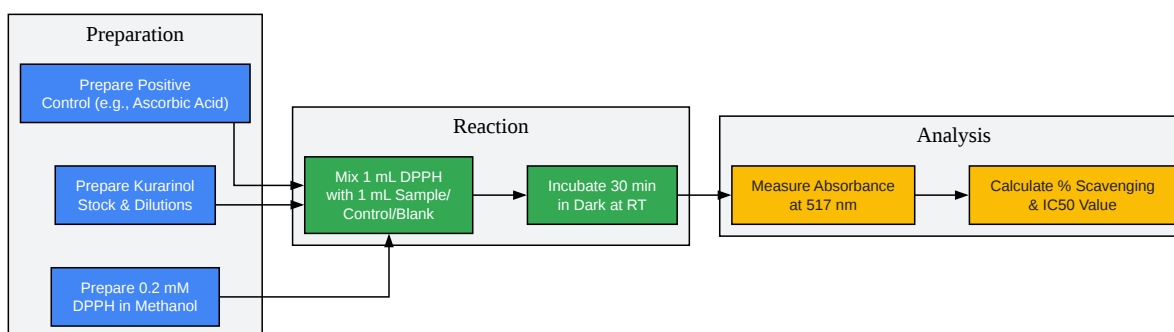 Preparation
Prepare Positive
Control (e.g., Ascorbic Acid)
Prepare Kurarinol
Stock & Dilutions
Prepare 0.2 mM
DPPH in Methanol
Reaction
Mix 1 mL DPPH
with 1 mL Sample/
Control/Blank
Incubate 30 min
in Dark at RT
Analysis
Measure Absorbance
at 517 nm
Calculate % Scavenging
& IC50 Value